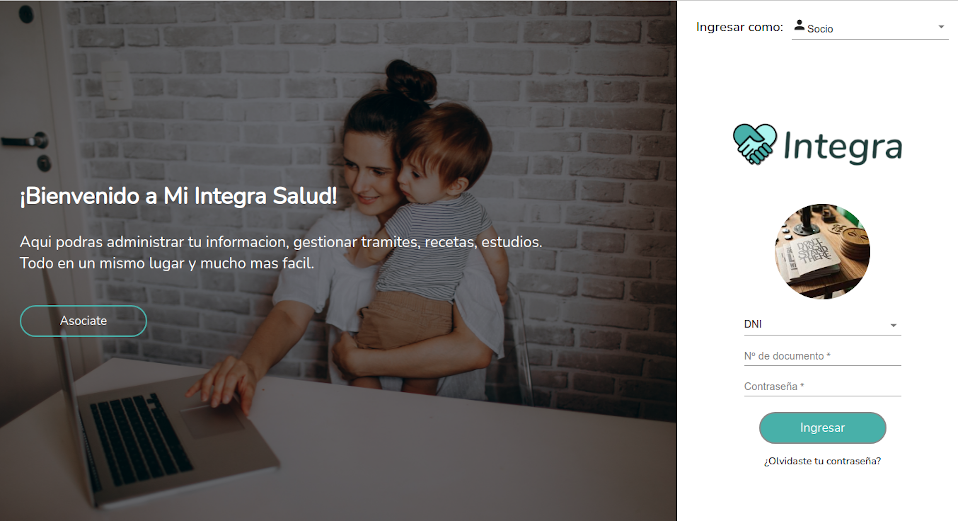 Ingresar como: Socio
Integra
¡Bienvenido a Mi Integra Salud!
Aqui podras administrar tu informacion, gestionar tramites, recetas, estudios.
Todo en un mismo lugar y mucho mas facil.
Asociate
DNI
Nº de documento *
Contraseña *
Ingresar
¿Olvidaste tu contraseña?